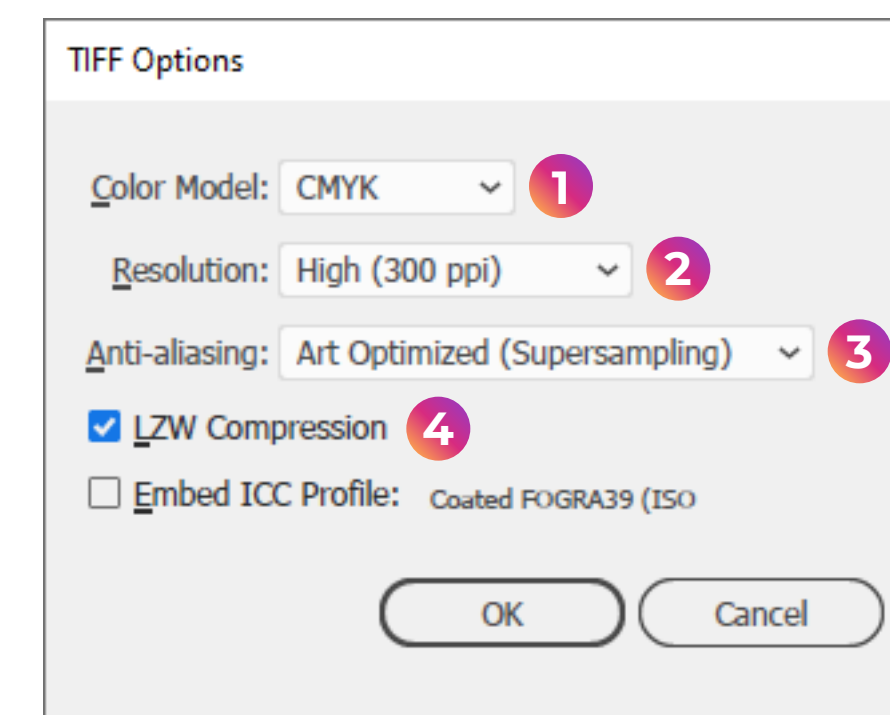 TIFF Options
Color Model: CMYK 1
Resolution: High (300 ppi) 2
Anti-aliasing: Art Optimized (Supersampling) 3
LZW Compression 4
Embed ICC Profile: Coated FOGRA39 (ISO
OK Cancel